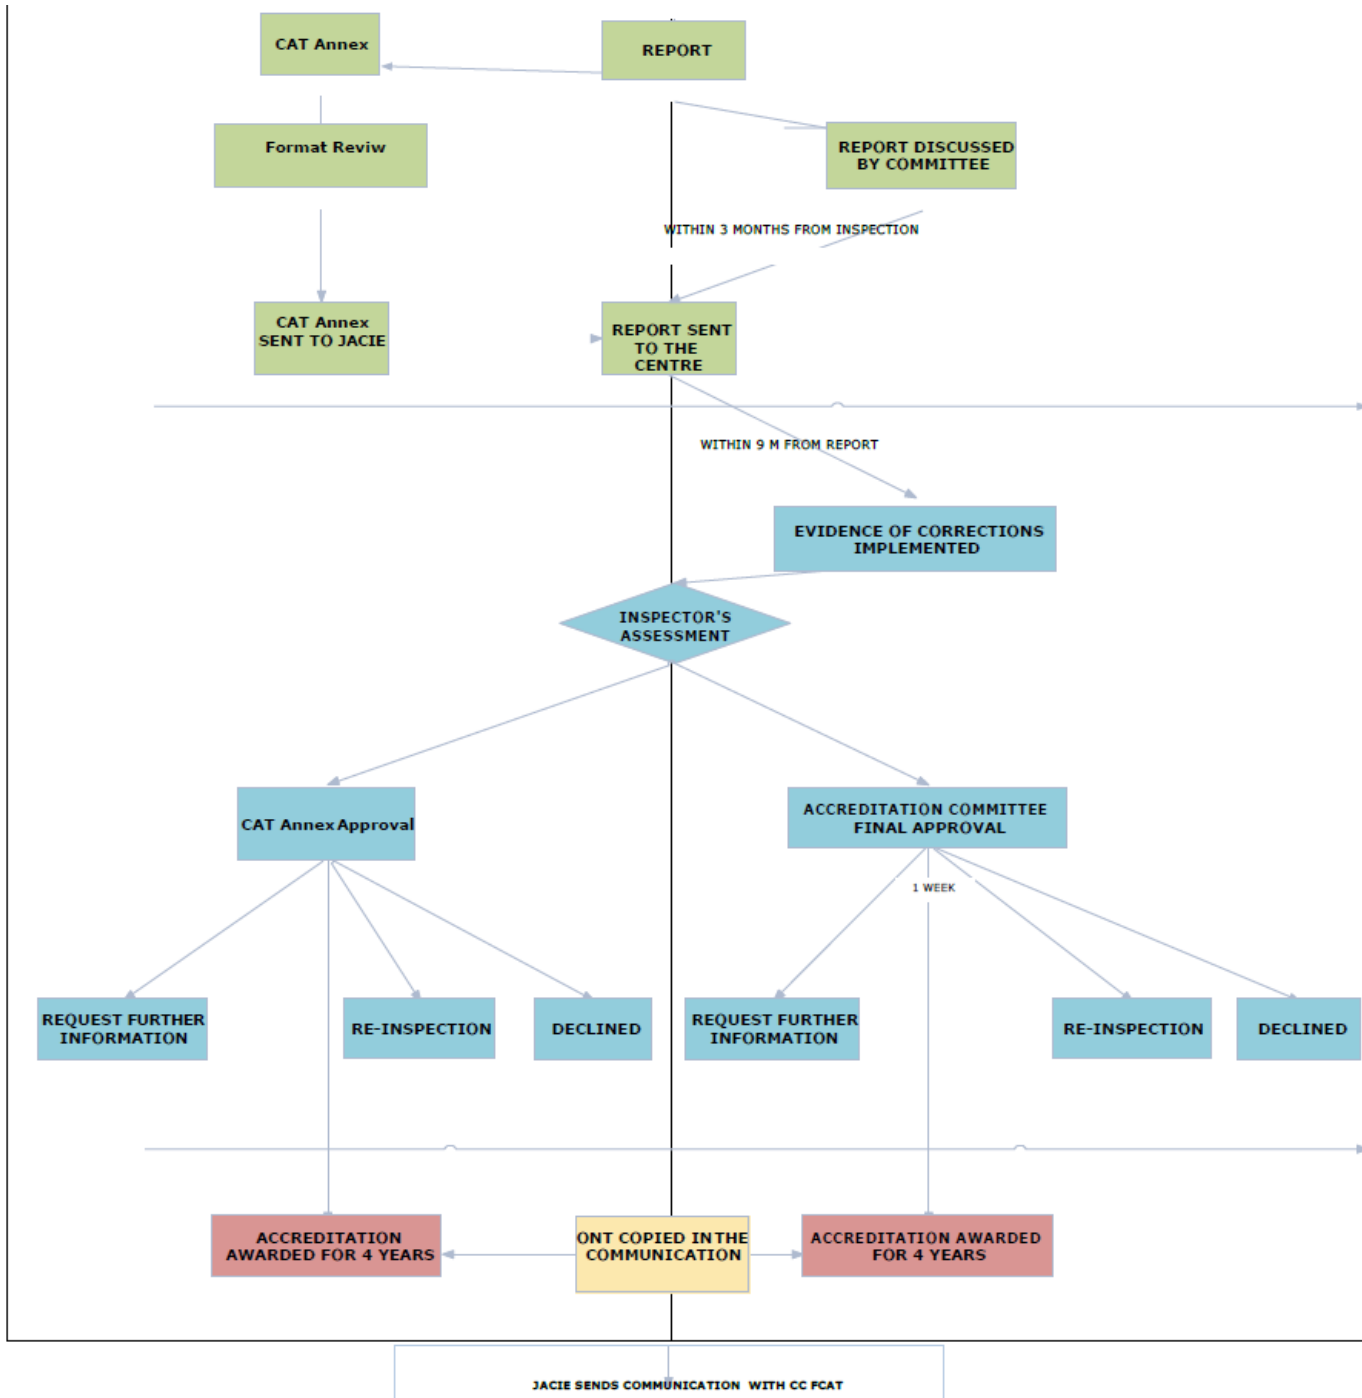 CAT Annex
REPORT
Format Reviw
REPORT DISCUSSED
BY COMMITTEE
WITHIN 3 MONTHS FROM INSPECTION
CAT Annex
SENT TO JACIE
REPORT SENT
TO THE
CENTRE
WITHIN 9 M FROM REPORT
EVIDENCE OF CORRECTIONS
IMPLEMENTED
INSPECTOR'S
ASSESSMENT
CAT Annex Approval
ACCREDITATION COMMITTEE
FINAL APPROVAL
1 WEEK
REQUEST FURTHER
INFORMATION
RE-INSPECTION
DECLINED
REQUEST FURTHER
INFORMATION
RE-INSPECTION
DECLINED
ACCREDITATION
AWARDED FOR 4 YEARS
ONT COPIED IN THE
COMMUNICATION
ACCREDITATION AWARDED
FOR 4 YEARS
JACIE SENDS COMMUNICATION WITH CC FCAT